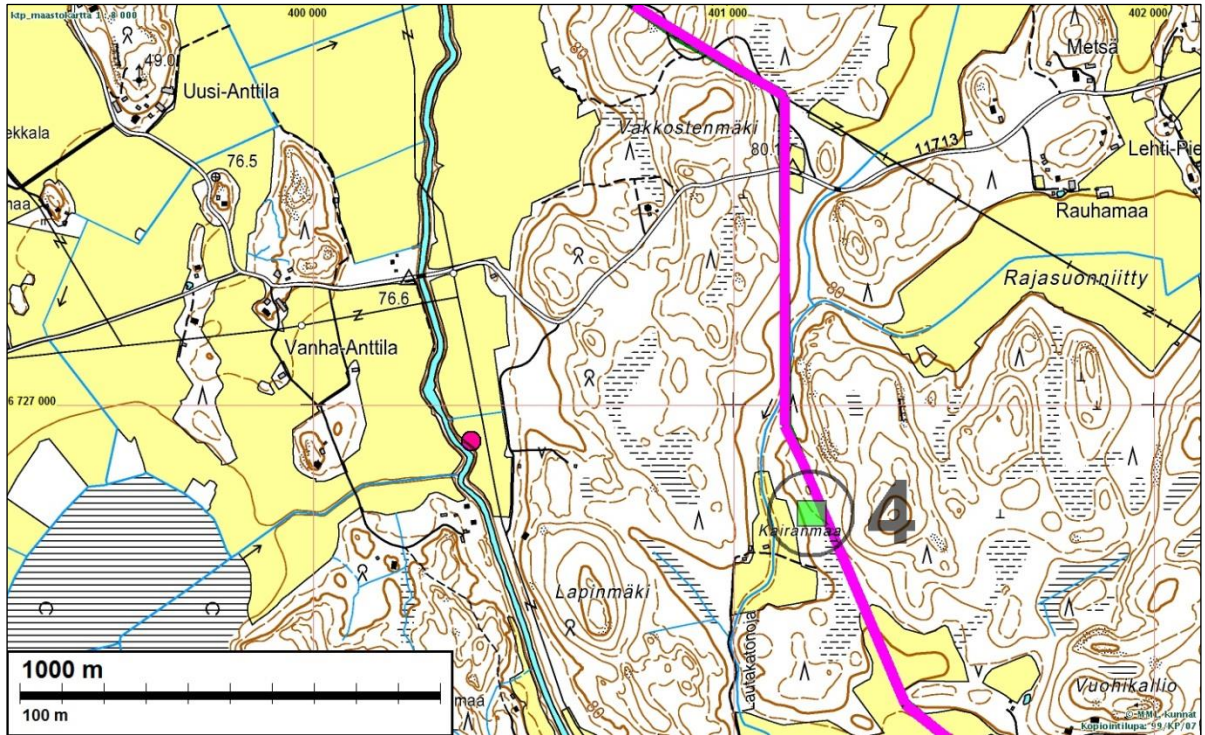 ktp_maastokartta 1 : 8 000
400 000
401 000
402 000
Metsä
49.0
Uusi-Anttila
ekkala
Vakkostenmäki
11713
Lehti-Pie
76.5
naa
Rauhamaa
Rajasuonniitty
80
76.6
Vanha-Anttila
6 727 000
4
Kairanmaa
Lapinmäki
Lautakatonoja
1000 m
100 m
maa
Vuohikallio
© MML, kunnat
Kopiointilupa: 99/KP/07